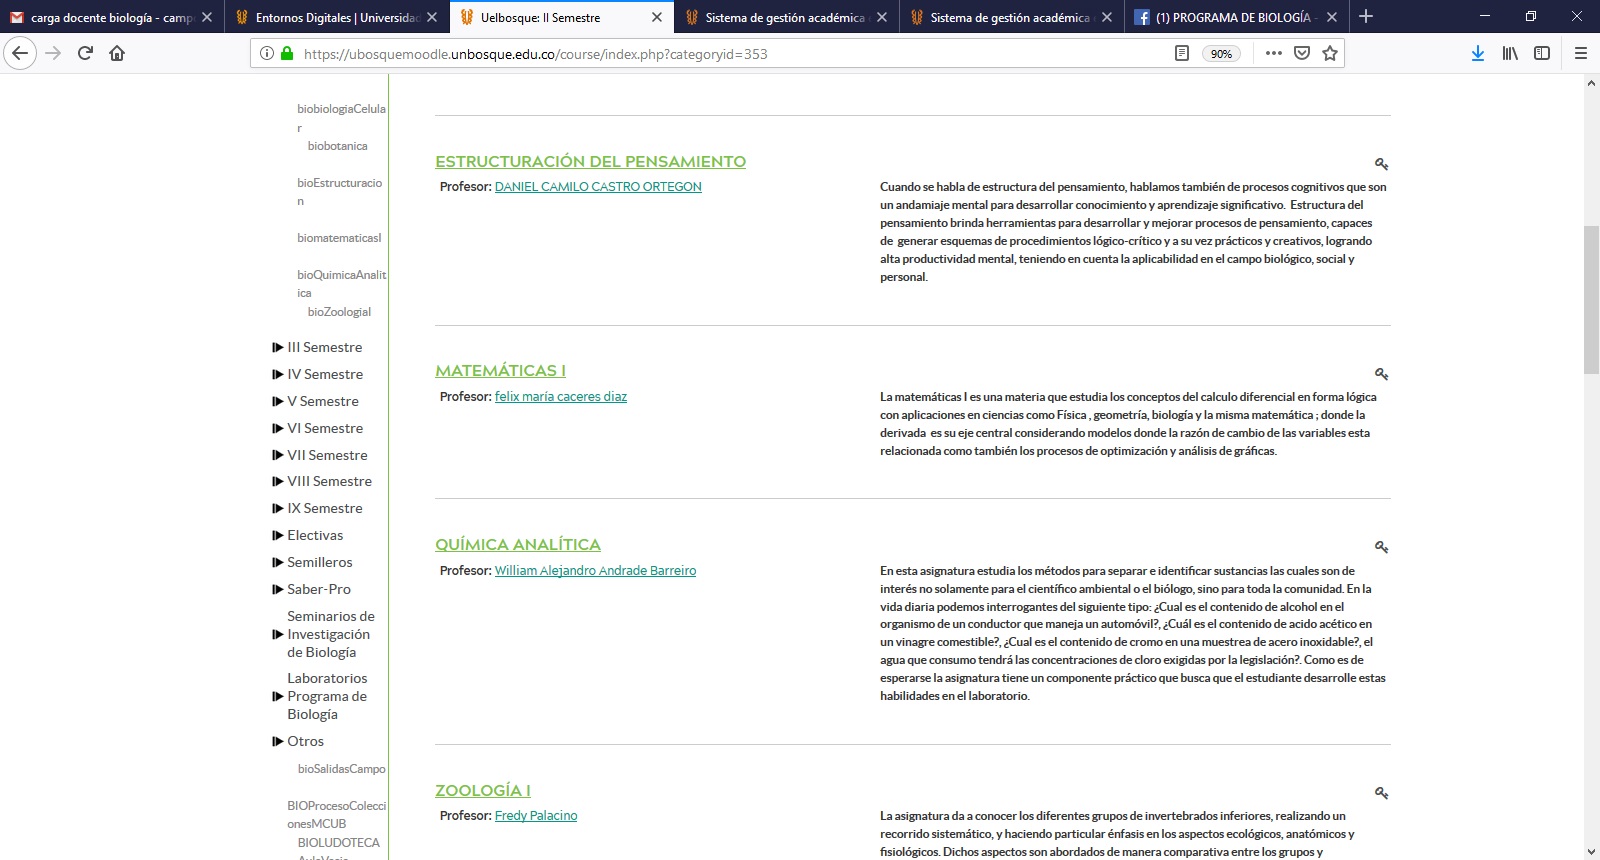 carga docente biología - camp
Entornos Digitales | Universidad
Uelbosque: II Semestre
Sistema de gestión académica
Sistema de gestión académica
(1) PROGRAMA DE BIOLOGÍA -
https://ubosquemoodle.unbosque.edu.co/course/index.php?categoryid=353
90%
biobiologiaCelula
r
biobotanica
bioEstructuracio
n
biomatematicasI
bioQuimicaAnalit
ica
bioZoologiaI
III Semestre
IV Semestre
V Semestre
VI Semestre
VII Semestre
VIII Semestre
IX Semestre
Electivas
Semilleros
Saber-Pro
Seminarios de
Investigación
de Biología
Laboratorios
Programa de
Biología
Otros
bioSalidasCampo
BIOProcesoColecci
onesMCUB
BIOLUDOTECA
ESTRUCTURACIÓN DEL PENSAMIENTO
Profesor: DANIEL CAMILO CASTRO ORTEGON
Cuando se habla de estructura del pensamiento, hablamos también de procesos cognitivos que son
un andamiaje mental para desarrollar conocimiento y aprendizaje significativo. Estructura del
pensamiento brinda herramientas para desarrollar y mejorar procesos de pensamiento, capaces
de generar esquemas de procedimientos lógico-crítico y a su vez prácticos y creativos, logrando
alta productividad mental, teniendo en cuenta la aplicabilidad en el campo biológico, social y
personal.
MATEMÁTICAS I
Profesor: felix maría caceres diaz
La matemáticas I es una materia que estudia los conceptos del calculo diferencial en forma lógica
con aplicaciones en ciencias como Física , geometría, biología y la misma matemática ; donde la
derivada es su eje central considerando modelos donde la razón de cambio de las variables esta
relacionada como también los procesos de optimización y análisis de gráficas.
QUÍMICA ANALÍTICA
Profesor: William Alejandro Andrade Barreiro
En esta asignatura estudia los métodos para separar e identificar sustancias las cuales son de
interés no solamente para el científico ambiental o el biólogo, sino para toda la comunidad. En la
vida diaria podemos interrogantes del siguiente tipo: ¿Cual es el contenido de alcohol en el
organismo de un conductor que maneja un automóvil?, ¿Cuál es el contenido de acido acético en
un vinagre comestible?, ¿Cual es el contenido de cromo en una muestrea de acero inoxidable?, el
agua que consumo tendrá las concentraciones de cloro exigidas por la legislación?. Como es de
esperarse la asignatura tiene un componente práctico que busca que el estudiante desarrolle estas
habilidades en el laboratorio.
ZOOLOGÍA I
Profesor: Fredy Palacino
La asignatura da a conocer los diferentes grupos de invertebrados inferiores, realizando un
recorrido sistemático, y haciendo particular énfasis en los aspectos ecológicos, anatómicos y
fisiológicos. Dichos aspectos son abordados de manera comparativa entre los grupos y